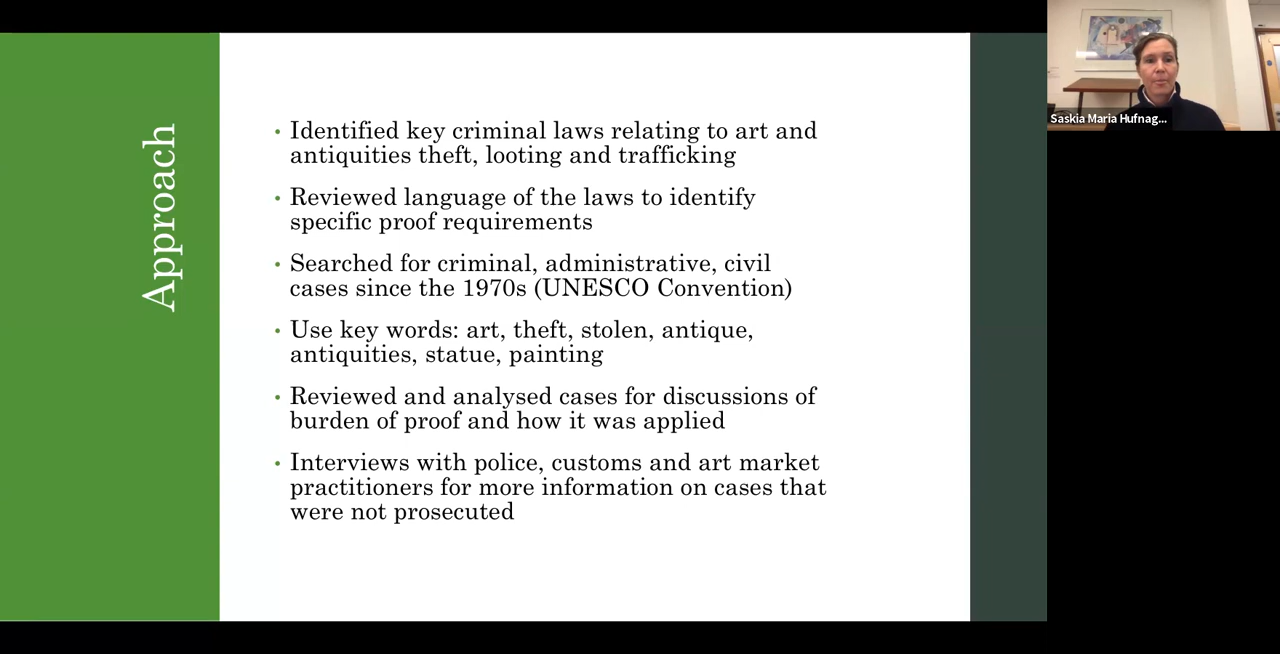 Approach
• Identified key criminal laws relating to art and
antiquities theft, looting and trafficking
• Reviewed language of the laws to identify
specific proof requirements
• Searched for criminal, administrative, civil
cases since the 1970s (UNESCO Convention)
• Use key words: art, theft, stolen, antique,
antiquities, statue, painting
• Reviewed and analysed cases for discussions of
burden of proof and how it was applied
• Interviews with police, customs and art market
practitioners for more information on cases that
were not prosecuted
Saskia Maria Hufnag...